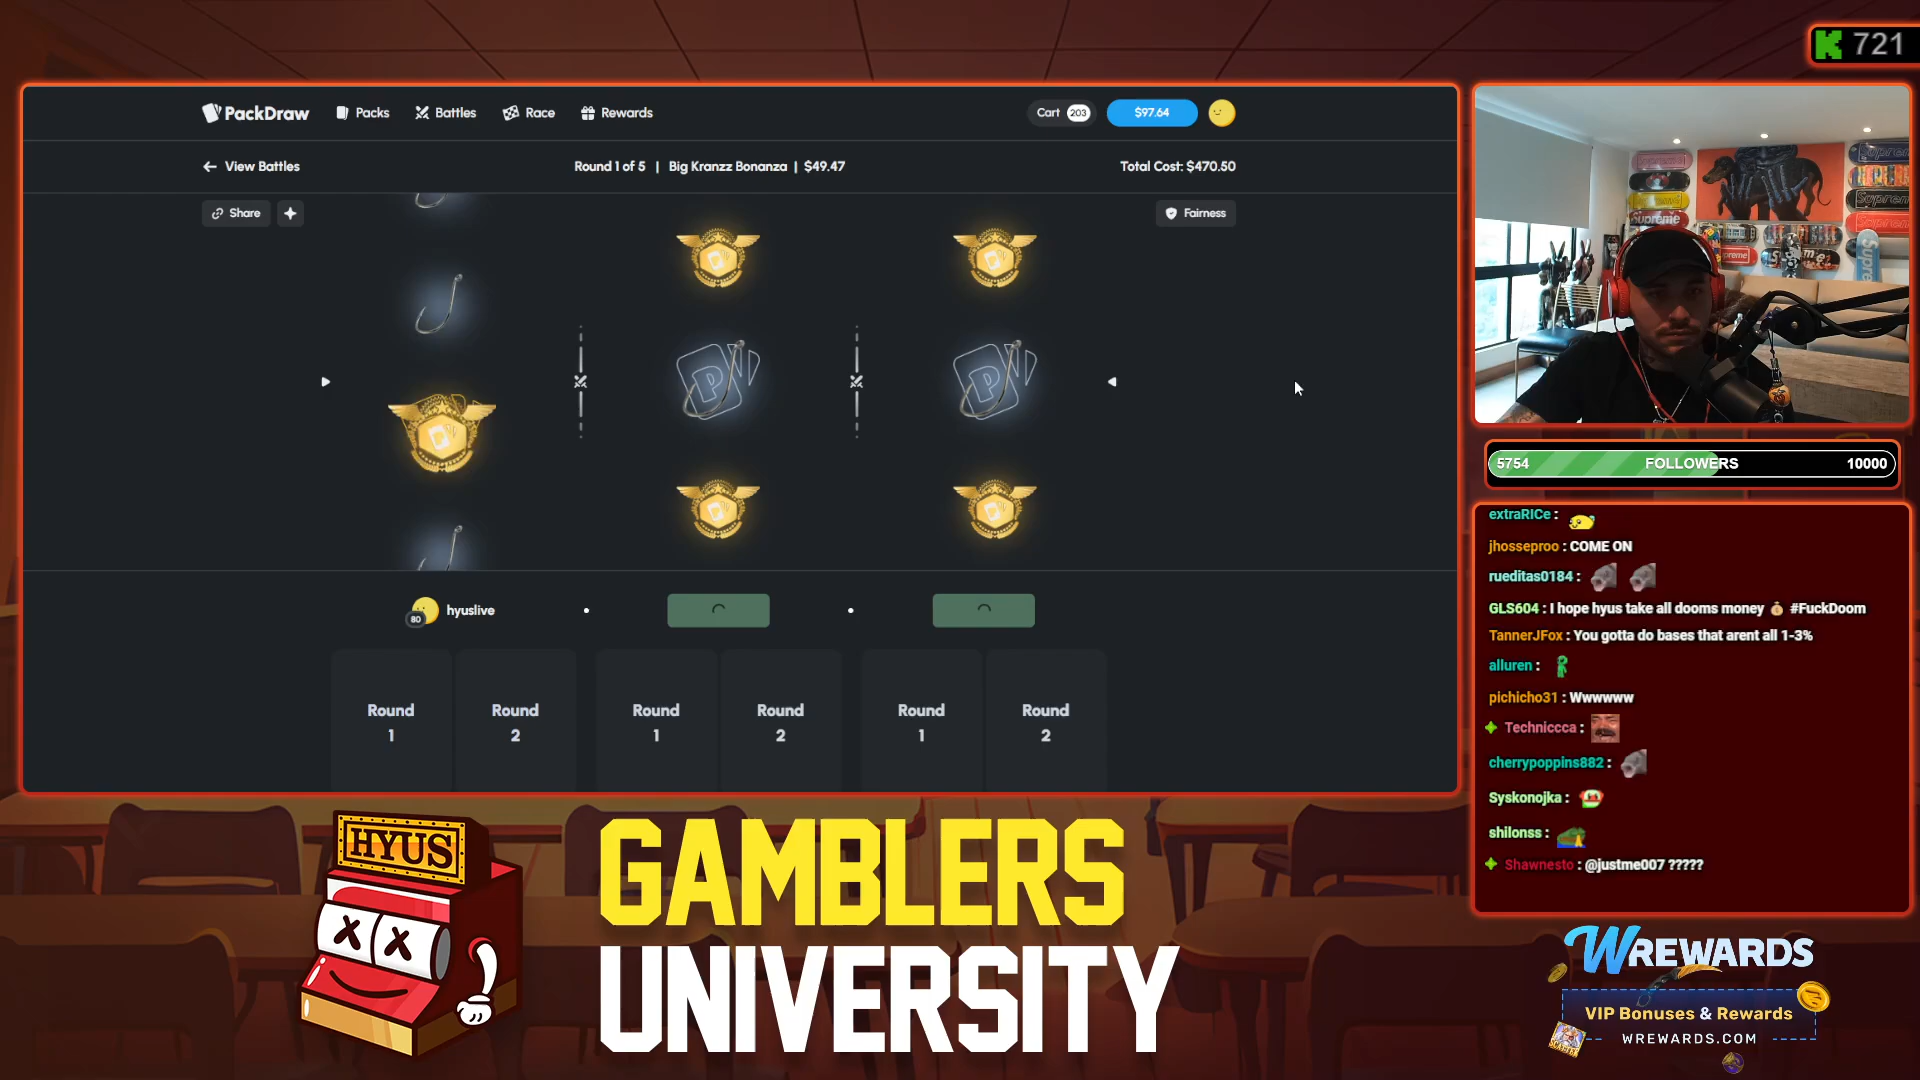 721
PackDraw
Packs
Battles
Race
Rewards
Cart 203
$97.64
View Battles
Round 1 of 5 | Big Kranzz Bonanza | $49.47
Total Cost: $470.50
Share
Fairness
80
hyuslive
Round
1
Round
2
Round
1
Round
2
Round
1
Round
2
Supreme
5754 FOLLOWERS 10000
extraRICe :
jhosseproo : COME ON
rueditas0184 :
GLS604 : I hope hyus take all dooms money #FuckDoom
TannerJFox : You gotta do bases that arent all 1-3%
alluren :
pichicho31 : Wwwwww
Techniccca :
cherrypoppins882 :
Syskonojka :
shilonss :
Shawnesto : @justme007 ?????
HYUS
GAMBLERS
UNIVERSITY
WREWARDS
VIP Bonuses & Rewards
WREWARDS.COM